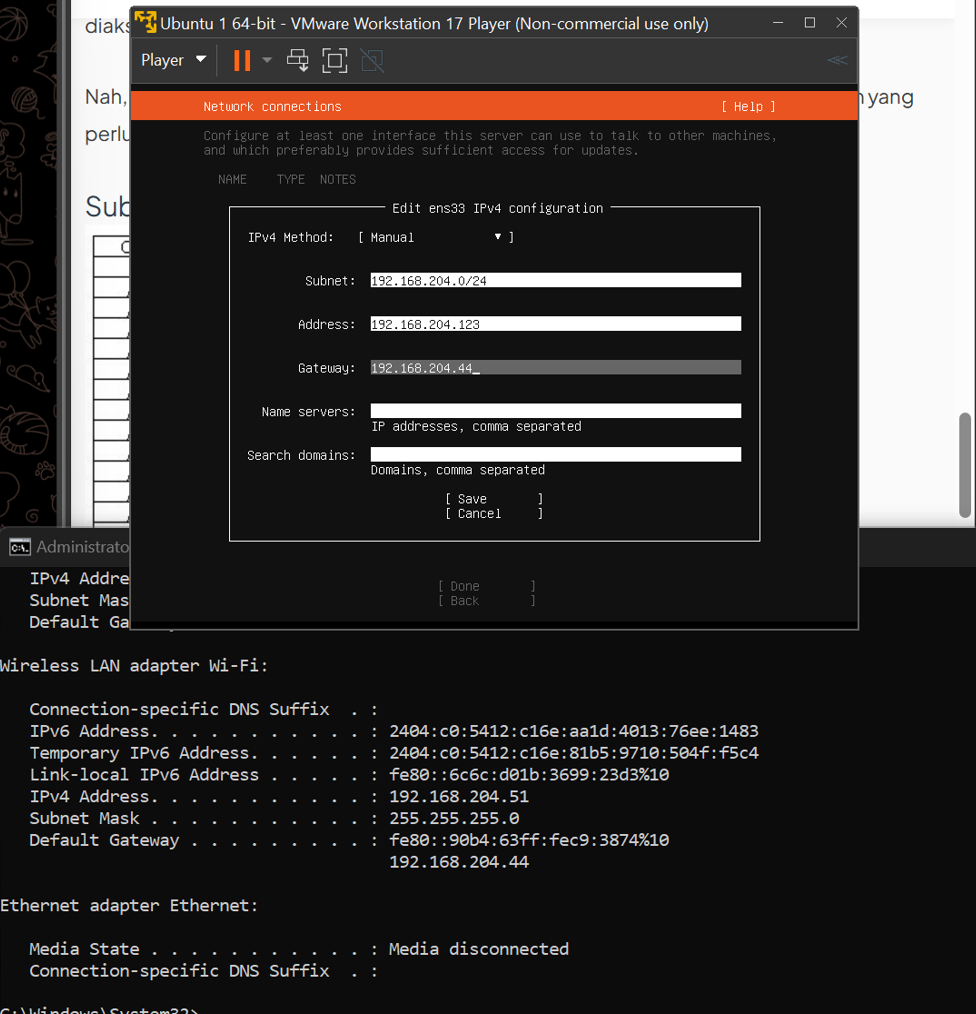 diaks
Ubuntu 1 64-bit - VMware Workstation 17 Player (Non-commercial use only)
Player
Nah,
yang
perlu
Sub
Network connections [ Help ]
Configure at least one interface this server can use to talk to other machines,
and which preferably provides sufficient access for updates.
NAME TYPE NOTES
Edit ens33 IPv4 configuration
IPv4 Method: [ Manual ▾ ]
Subnet: 192.168.204.0/24
Address: 192.168.204.123
Gateway: 192.168.204.44_
Name servers:
IP addresses, comma separated
Search domains:
Domains, comma separated
[ Save ]
[ Cancel ]
[ Done ]
[ Back ]
Administrato
IPv4 Addre
Subnet Mas
Default Ga
Wireless LAN adapter Wi-Fi:
Connection-specific DNS Suffix . :
IPv6 Address. . . . . . . . . . . : 2404:c0:5412:c16e:aa1d:4013:76ee:1483
Temporary IPv6 Address. . . . . . : 2404:c0:5412:c16e:81b5:9710:504f:f5c4
Link-local IPv6 Address . . . . . : fe80::6c6c:d01b:3699:23d3%10
IPv4 Address. . . . . . . . . . . : 192.168.204.51
Subnet Mask . . . . . . . . . . . : 255.255.255.0
Default Gateway . . . . . . . . . : fe80::90b4:63ff:fec9:3874%10
192.168.204.44
Ethernet adapter Ethernet:
Media State . . . . . . . . . . . : Media disconnected
Connection-specific DNS Suffix . :
C:\Windows\System32>